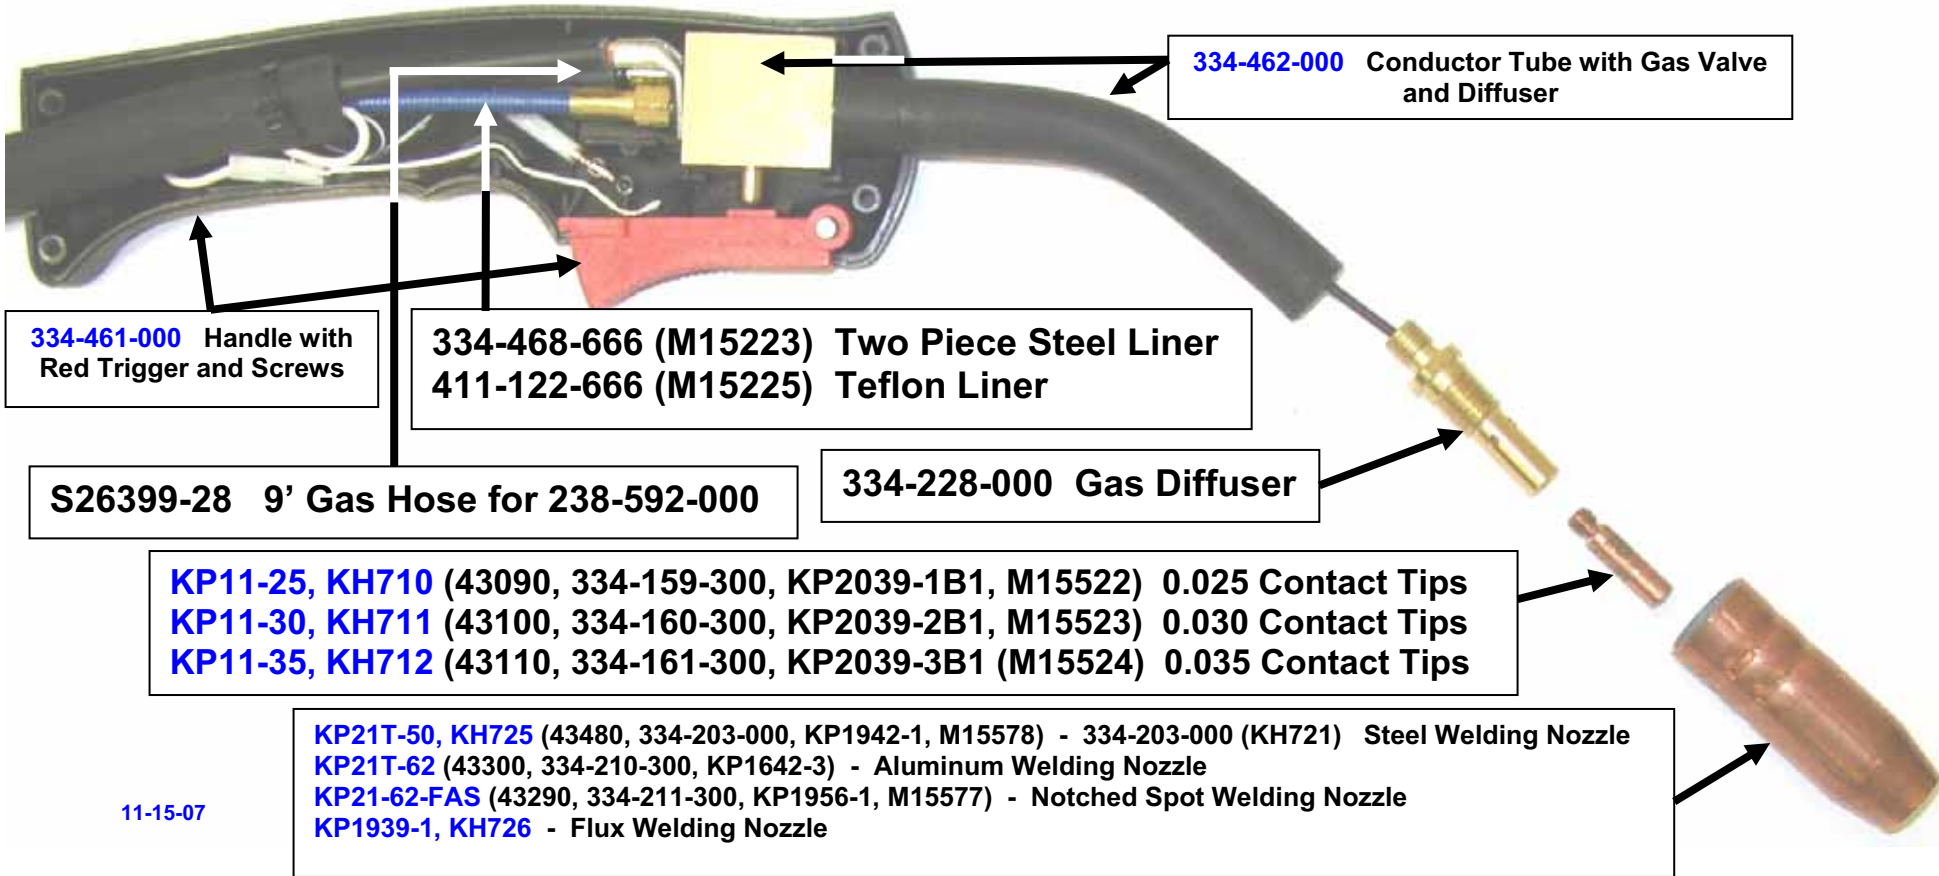 334-462-000 Conductor Tube with Gas Valve
and Diffuser
334-461-000 Handle with
Red Trigger and Screws
334-468-666 (M15223) Two Piece Steel Liner
411-122-666 (M15225) Teflon Liner
S26399-28 9’ Gas Hose for 238-592-000
334-228-000 Gas Diffuser
KP11-25, KH710 (43090, 334-159-300, KP2039-1B1, M15522) 0.025 Contact Tips
KP11-30, KH711 (43100, 334-160-300, KP2039-2B1, M15523) 0.030 Contact Tips
KP11-35, KH712 (43110, 334-161-300, KP2039-3B1 (M15524) 0.035 Contact Tips
KP21T-50, KH725 (43480, 334-203-000, KP1942-1, M15578) - 334-203-000 (KH721) Steel Welding Nozzle
KP21T-62 (43300, 334-210-300, KP1642-3) - Aluminum Welding Nozzle
KP21-62-FAS (43290, 334-211-300, KP1956-1, M15577) - Notched Spot Welding Nozzle
KP1939-1, KH726 - Flux Welding Nozzle
11-15-07